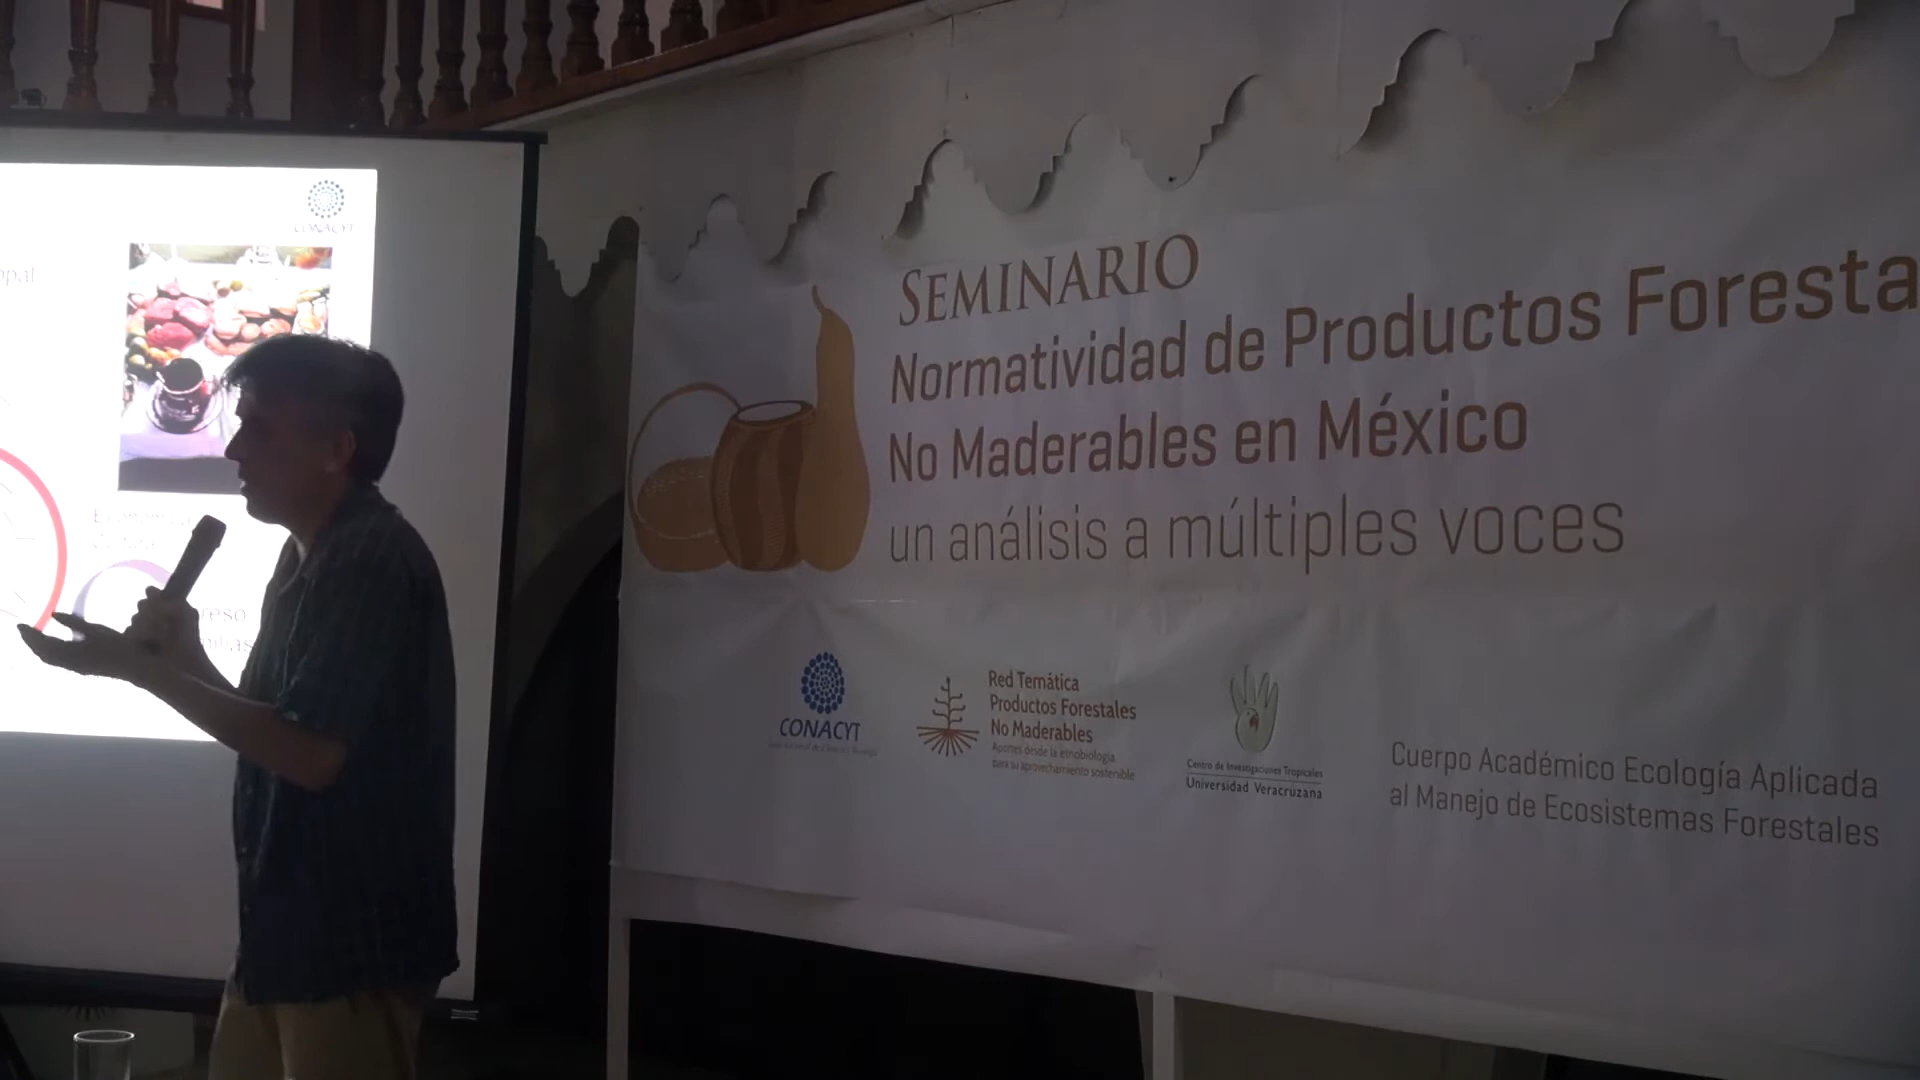 CONACYT
SEMINARIO
Normatividad de Productos Foresta
No Maderables en México
un análisis a múltiples voces
CONACYT
Red Temática
Productos Forestales
No Maderables
Aportes desde la etnobiología
para su aprovechamiento sostenible
Centro de Investigaciones Tropicales
Universidad Veracruzana
Cuerpo Académico Ecología Aplicada
al Manejo de Ecosistemas Forestales